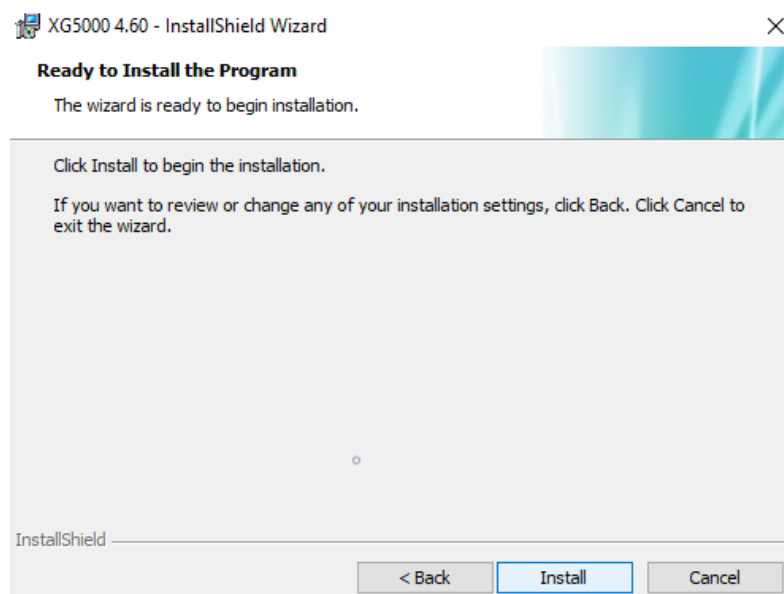 XG5000 4.60 - InstallShield Wizard
Ready to Install the Program
The wizard is ready to begin installation.
Click Install to begin the installation.
If you want to review or change any of your installation settings, click Back. Click Cancel to
exit the wizard.
InstallShield
< Back Install Cancel